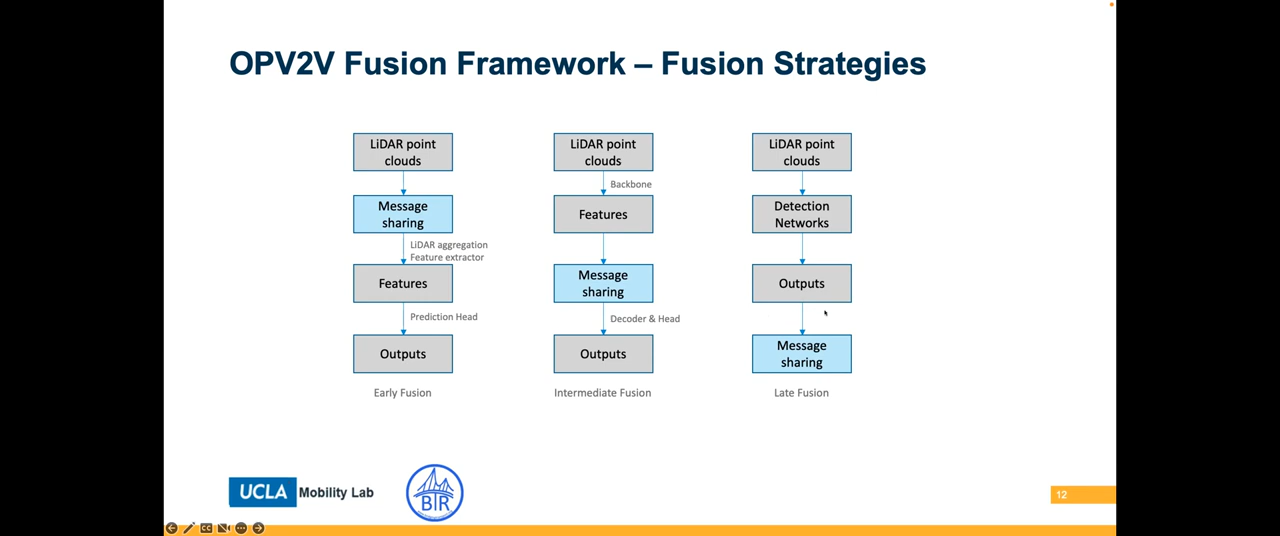 OPV2V Fusion Framework – Fusion Strategies
LiDAR point
clouds
Message
sharing
LiDAR aggregation
Feature extractor
Features
Prediction Head
Outputs
Early Fusion
LiDAR point
clouds
Backbone
Features
Message
sharing
Decoder & Head
Outputs
Intermediate Fusion
LiDAR point
clouds
Detection
Networks
Outputs
Message
sharing
Late Fusion
UCLA Mobility Lab
BTR
12
CC